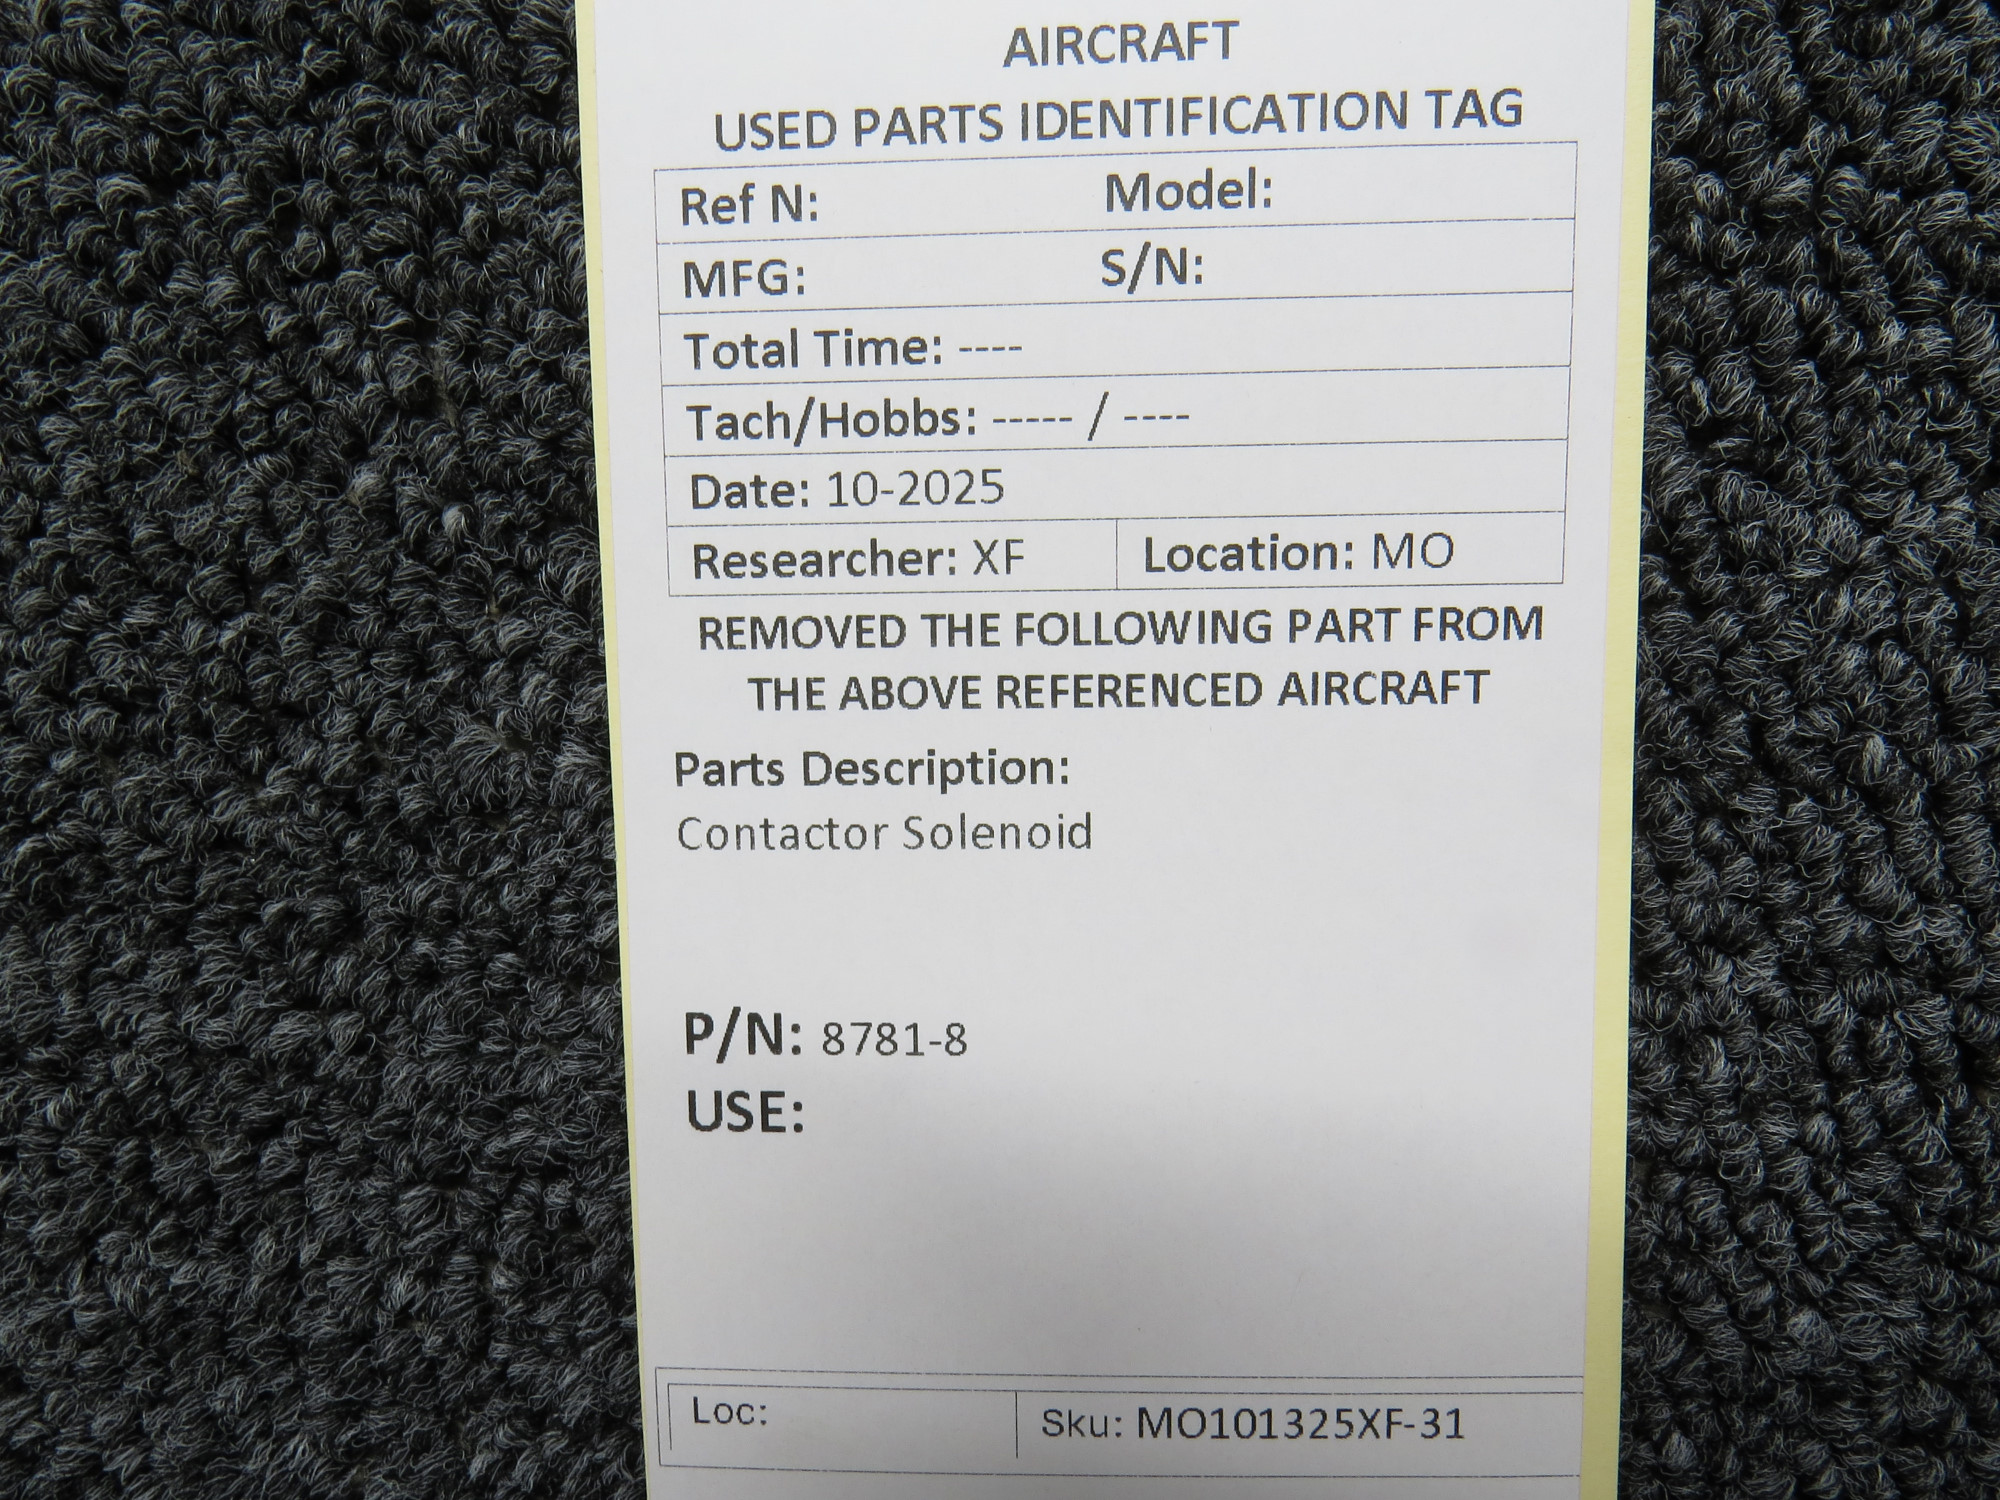 AIRCRAFT
USED PARTS IDENTIFICATION TAG
Ref N: Model:
MFG: S/N:
Total Time: ----
Tach/Hobbs: ----- / ----
Date: 10-2025
Researcher: XF Location: MO
REMOVED THE FOLLOWING PART FROM
THE ABOVE REFERENCED AIRCRAFT
Parts Description:
Contactor Solenoid
P/N: 8781-8
USE:
Loc: Sku: MO101325XF-31